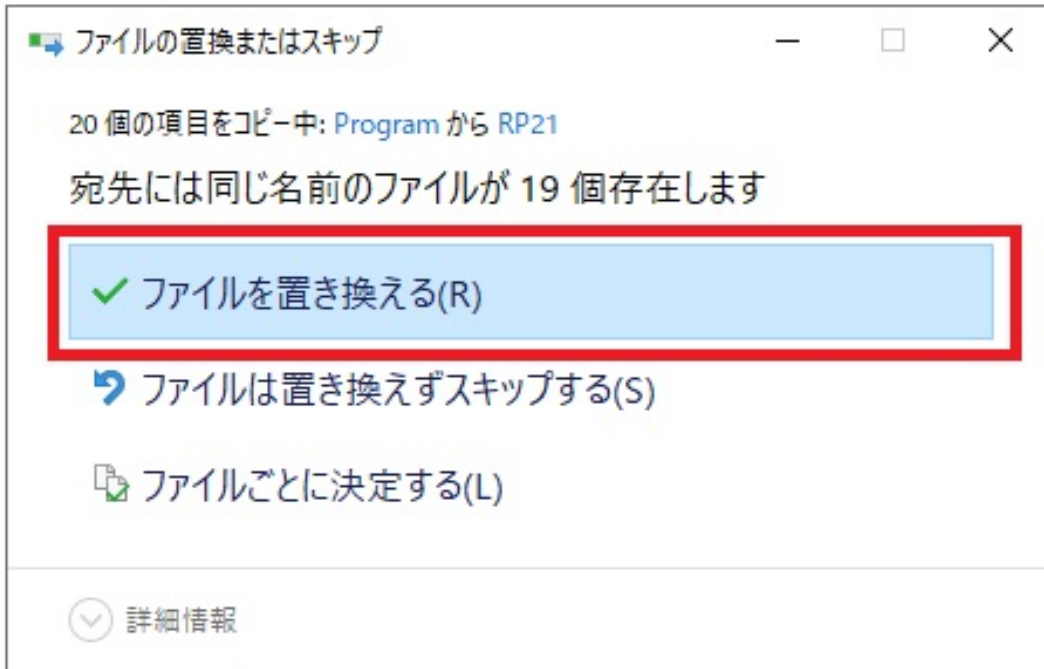 ファイルの置換またはスキップ
20 個の項目をコピー中: Program から RP21
宛先には同じ名前のファイルが 19 個存在します
ファイルを置き換える(R)
ファイルは置き換えずスキップする(S)
ファイルごとに決定する(L)
詳細情報